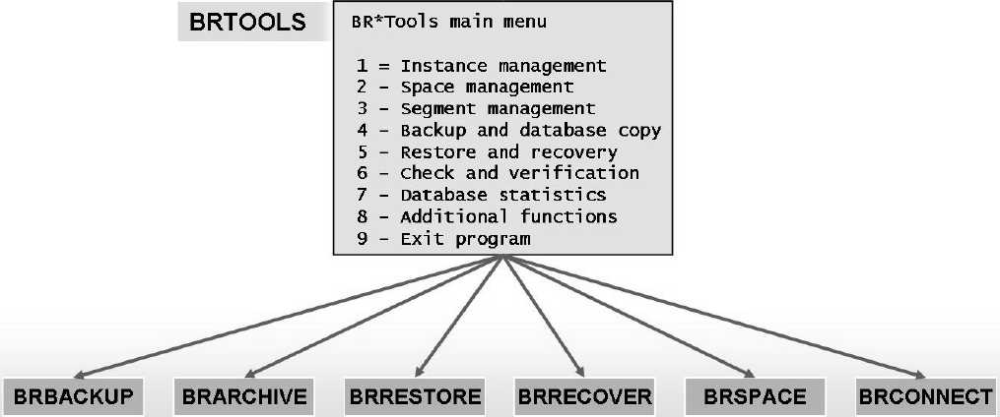 BRTOOLS
BR*Tools main menu
1 = Instance management
2 - Space management
3 - Segment management
4 - Backup and database copy
5 - Restore and recovery
6 - Check and verification
7 - Database statistics
8 - Additional functions
9 - Exit program
BRBACKUP BRARCHIVE BRRESTORE BRRECOVER BRSPACE BRCONNECT